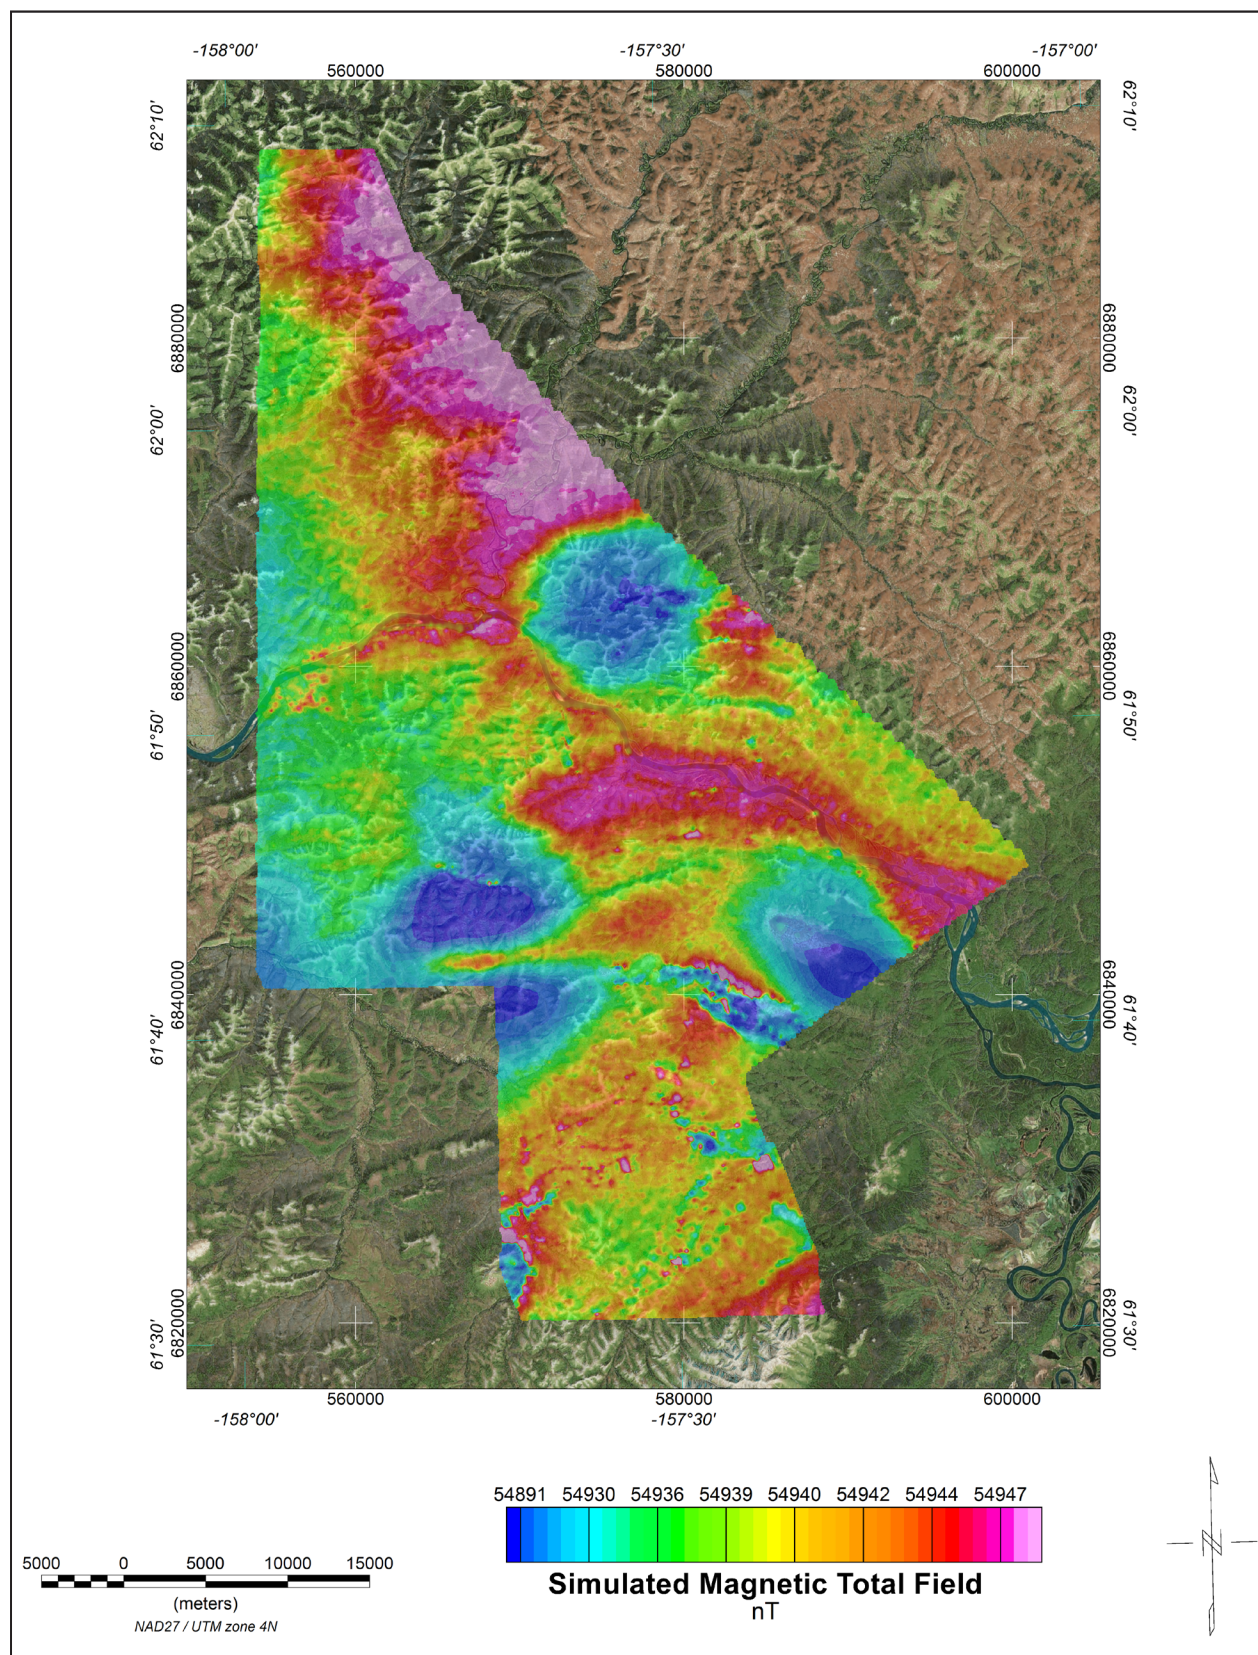 -158°00' -157°30' -157°00'
560000 580000 600000
62°10' 62°10'
6880000 6880000
62°00' 62°00'
6860000 6860000
61°50' 61°50'
6840000 6840000
61°40' 61°40'
6820000 6820000
61°30' 61°30'
560000 580000 600000
-158°00' -157°30'
54891 54930 54936 54939 54940 54942 54944 54947
Simulated Magnetic Total Field
nT
5000 0 5000 10000 15000
(meters)
NAD27 / UTM zone 4N